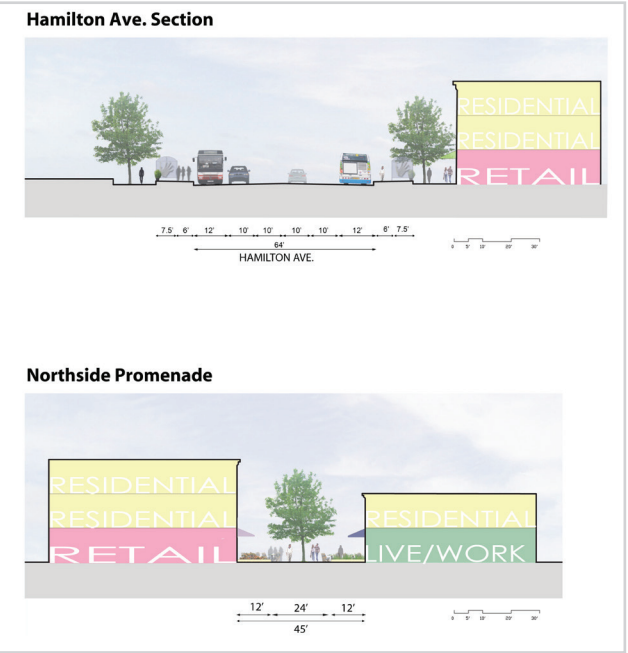 Hamilton Ave. Section
RESIDENTIAL
RESIDENTIAL
RETAIL
7.5' 6' 12' 10' 10' 10' 10' 12' 6' 7.5'
64'
HAMILTON AVE.
0 5' 10' 20' 30'
Northside Promenade
RESIDENTIAL
RESIDENTIAL
RETAIL
RESIDENTIAL
LIVE/WORK
12' 24' 12'
45'
0 5' 10' 20' 30'